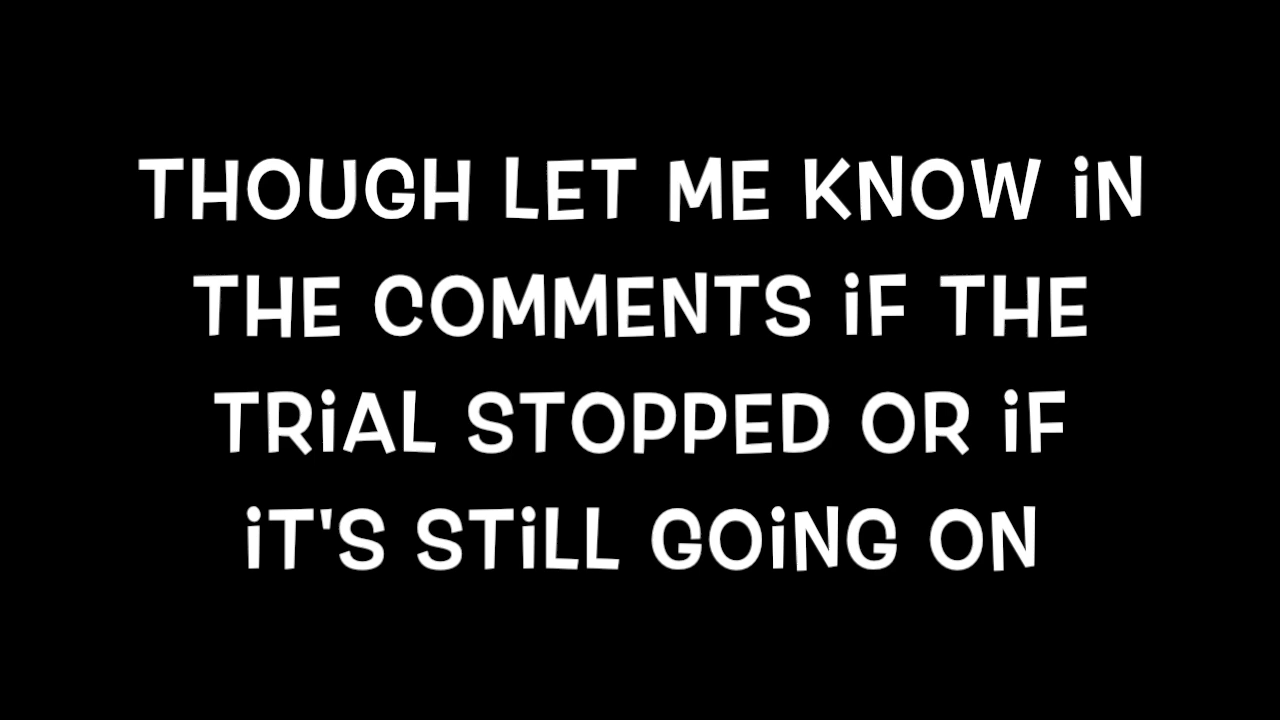 THOUGH LET ME KNOW iN
THE COMMENTS iF THE
TRiAL STOPPED OR iF
iT'S STiLL GOiNG ON